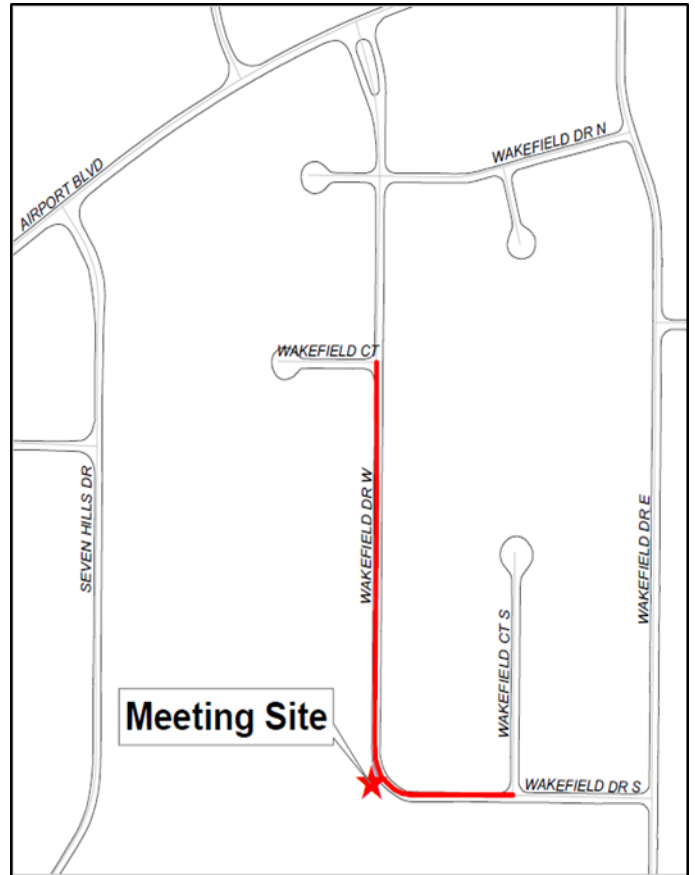 WAKEFIELD DR N
AIRPORT BLVD
WAKEFIELD CT
SEVEN HILLS DR
WAKEFIELD DR W
WAKEFIELD DR E
WAKEFIELD CT S
Meeting Site
WAKEFIELD DR S